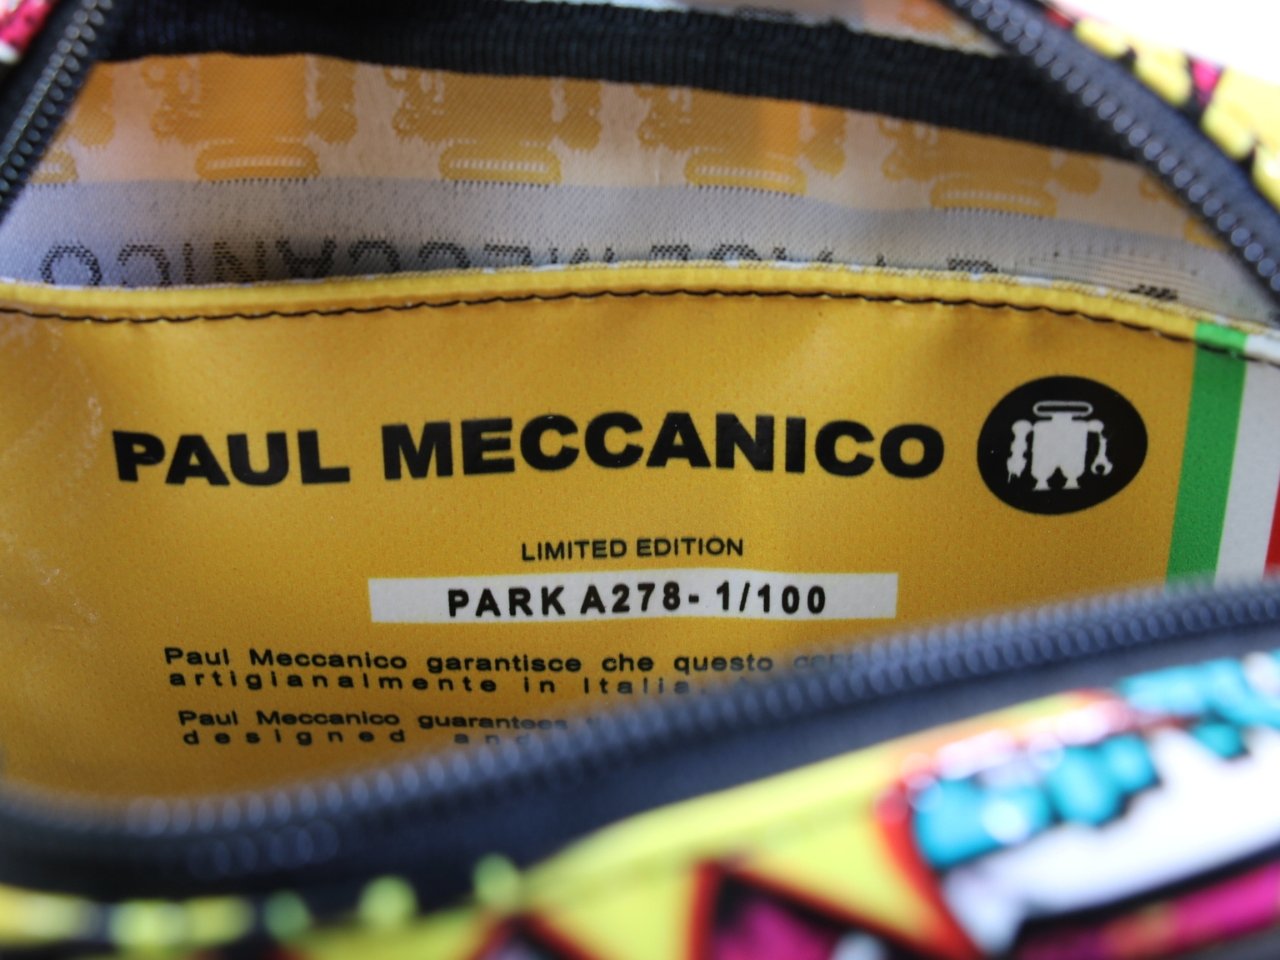 PAUL MECCANICO
LIMITED EDITION
PARK A278- 1/100
Paul Meccanico garantisce che questo
artigianalmente in Italia.
Paul Meccanico guarantees
designed and